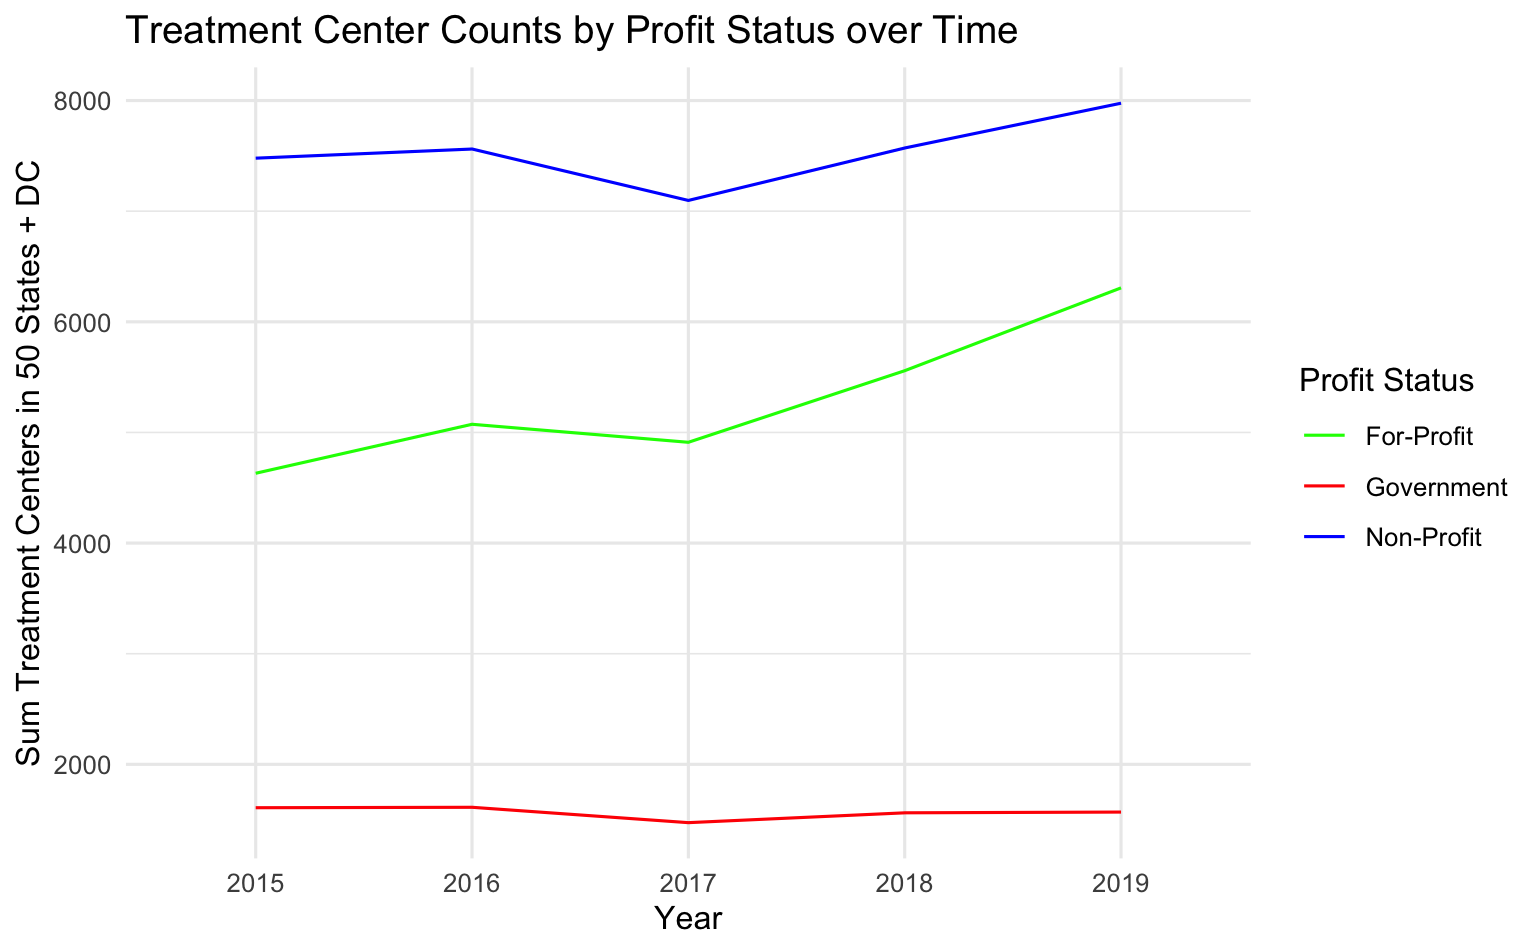 Treatment Center Counts by Profit Status over Time
Sum Treatment Centers in 50 States + DC
8000
6000
4000
2000
2015 2016 2017 2018 2019
Year
Profit Status
For-Profit
Government
Non-Profit